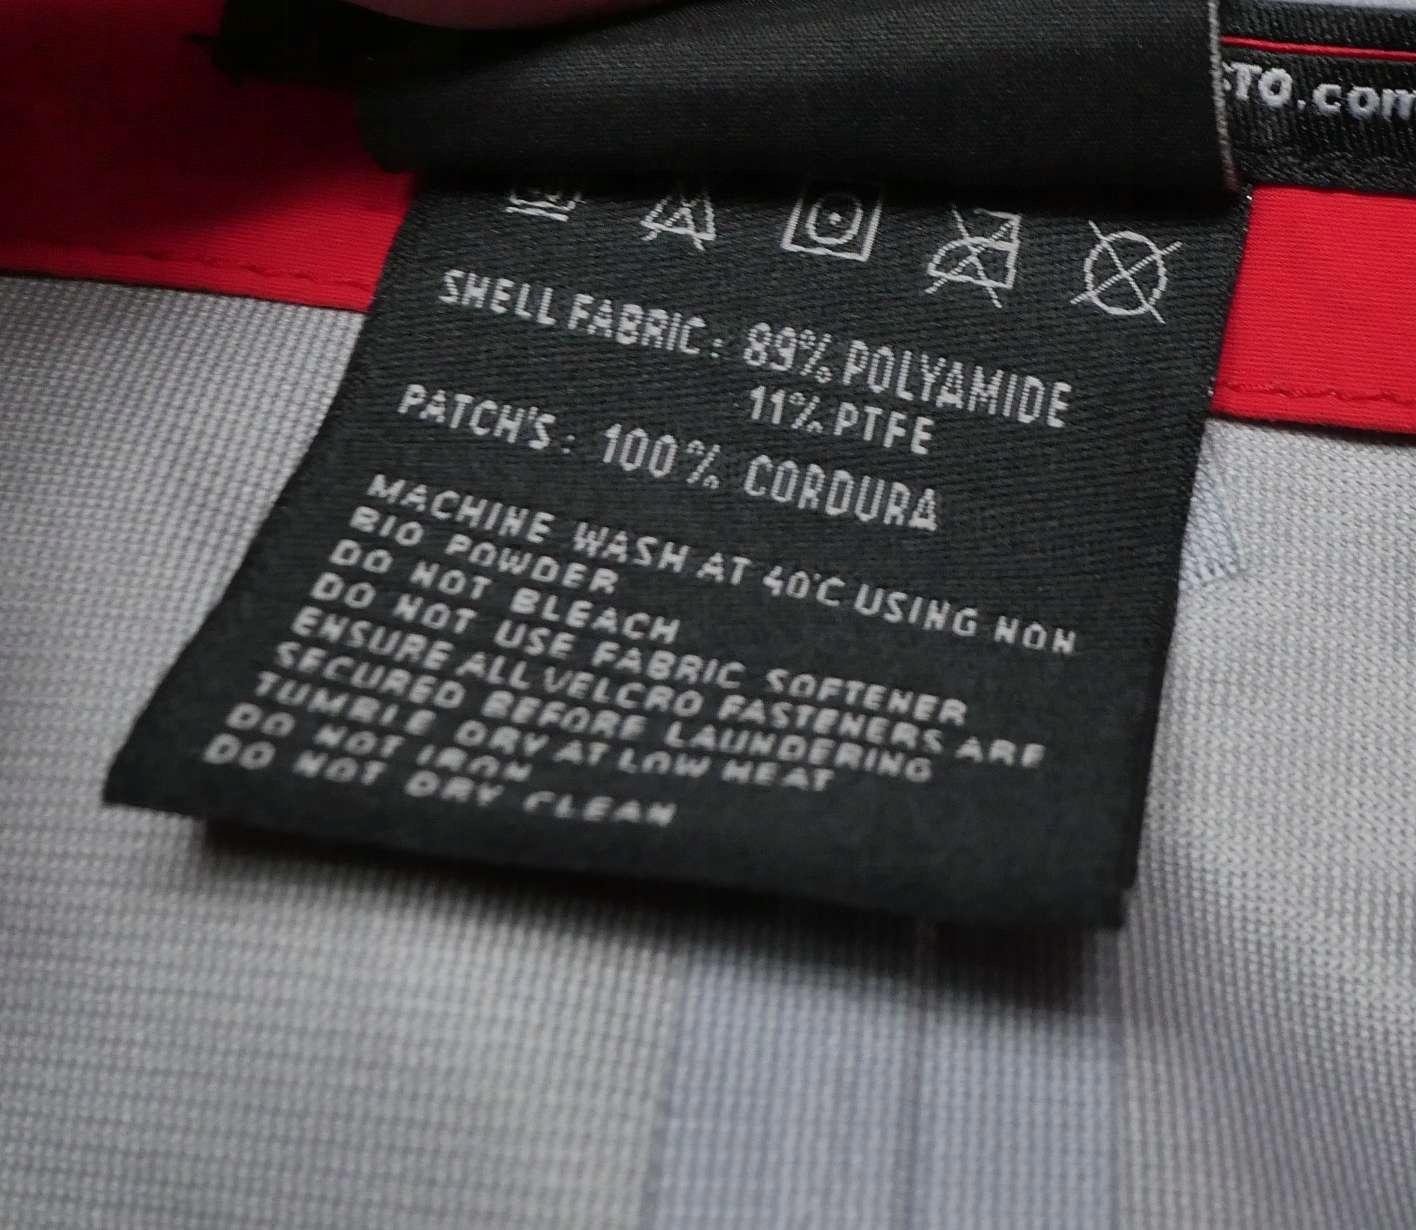 STO.com
SHELL FABRIC: 89% POLYAMIDE
11% PTFE
PATCH'S: 100% CORDURA
MACHINE WASH AT 40°C USING NON
BIO POWDER
DO NOT BLEACH
DO NOT USE FABRIC SOFTENER
ENSURE ALL VELCRO FASTENERS ARE
SECURED BEFORE LAUNDERING
TUMBLE DRY AT LOW HEAT
DO NOT IRON
DO NOT DRY CLEAN